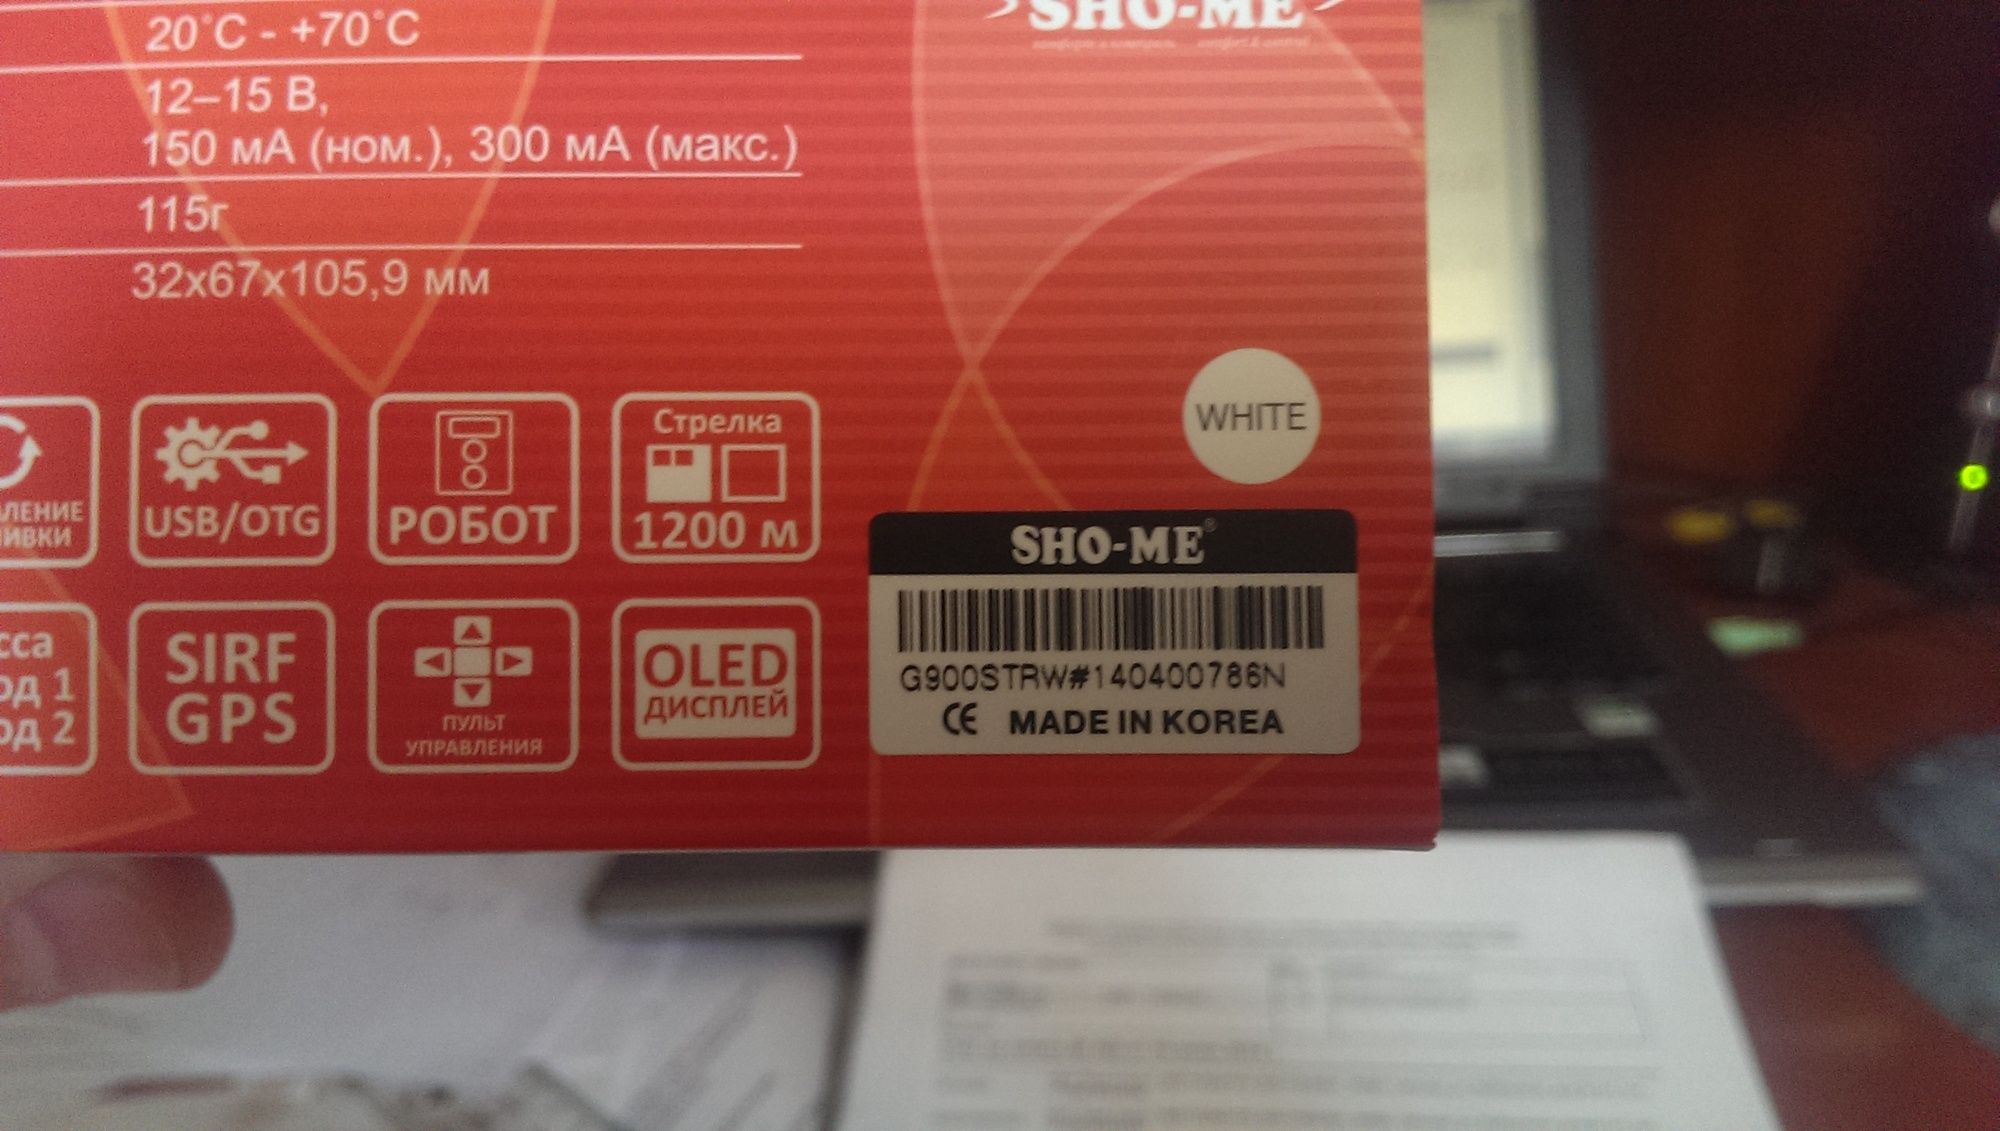 SHO-ME
20°C - +70°C
12–15 В,
150 мА (ном.), 300 мА (макс.)
115г
32x67x105,9 мм
WHITE
USB/OTG
РОБОТ
Стрелка
1200 м
SIRF
GPS
ПУЛЬТ
УПРАВЛЕНИЯ
OLED
ДИСПЛЕЙ
SHO-ME®
G900STRW#140400786N
CE MADE IN KOREA